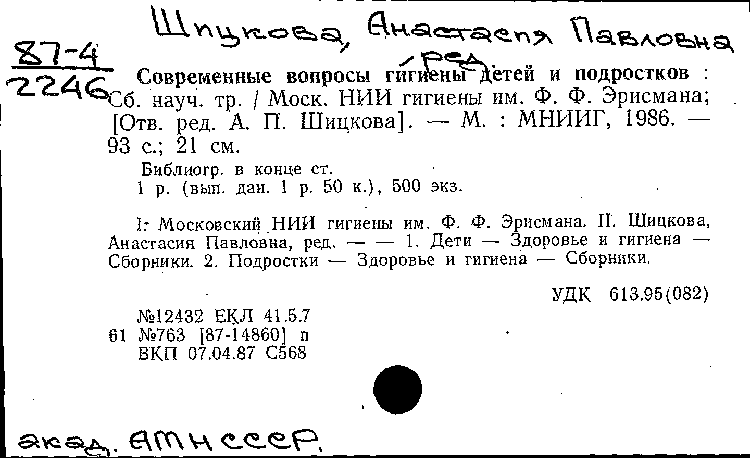 Шицкова, Анастасия Павловна
ред.
87-4
2246
Современные вопросы гигиены детей и подростков :
Сб. науч. тр. / Моск. НИИ гигиены им. Ф. Ф. Эрисмана;
[Отв. ред. А. П. Шицкова]. — М. : МНИИГ, 1986. —
93 с.; 21 см.
Библиогр. в конце ст.
1 р. (вып. дан. 1 р. 50 к.), 500 экз.
I. Московский НИИ гигиены им. Ф. Ф. Эрисмана. II. Шицкова,
Анастасия Павловна, ред. — — 1. Дети — Здоровье и гигиена —
Сборники. 2. Подростки — Здоровье и гигиена — Сборники.
УДК 613.95(082)
№12432 ЕКЛ 41.5.7
61 №763 [87-14860] п
ВКП 07.04.87 С568
акад. АМН СССР.